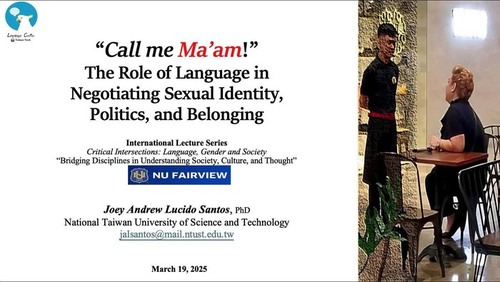 Language Center
“Call me Ma’am!”
The Role of Language in
Negotiating Sexual Identity,
Politics, and Belonging
International Lecture Series
Critical Intersections: Language, Gender and Society
“Bridging Disciplines in Understanding Society, Culture, and Thought”
NU FAIRVIEW
Joey Andrew Lucido Santos, PhD
National Taiwan University of Science and Technology
jalsantos@mail.ntust.edu.tw
March 19, 2025